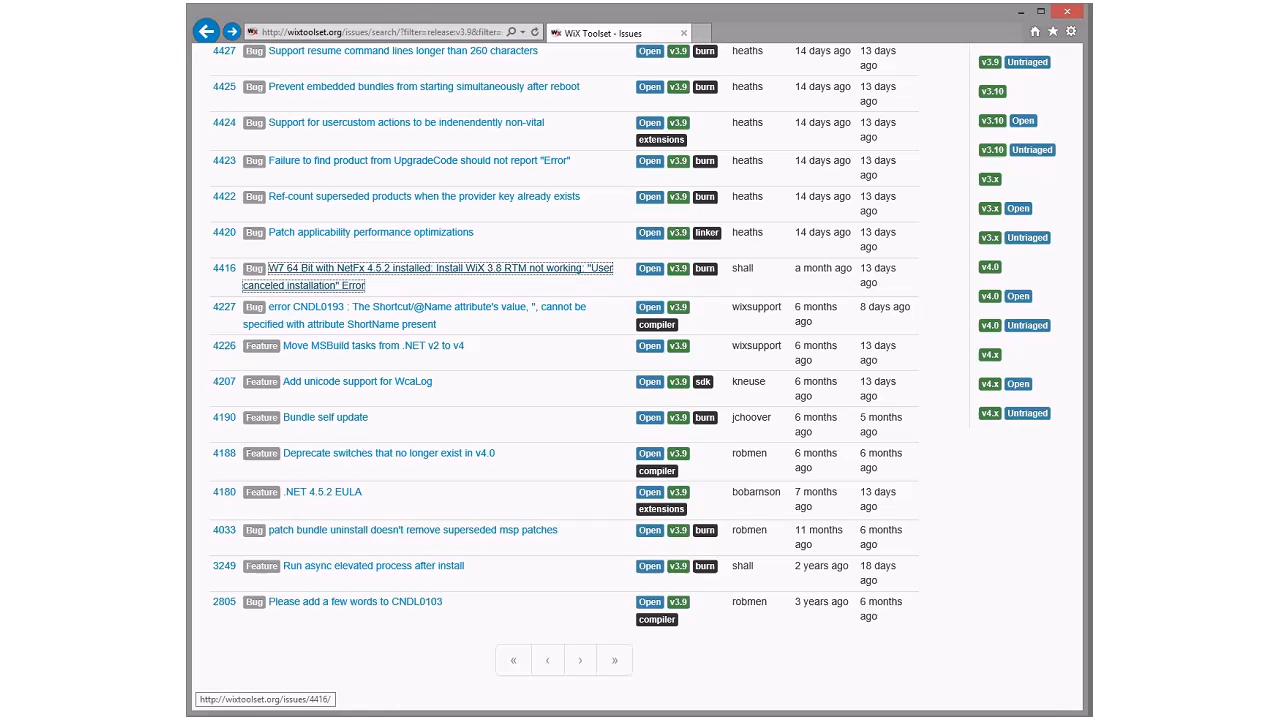 http://wixtoolset.org/issues/search/?filter=release:v3.9&filter=
WiX Toolset - Issues
4427 Bug Support resume command lines longer than 260 characters Open v3.9 burn heaths 14 days ago 13 days
ago
4425 Bug Prevent embedded bundles from starting simultaneously after reboot Open v3.9 burn heaths 14 days ago 13 days
ago
4424 Bug Support for usercustom actions to be indenendently non-vital Open v3.9 heaths 14 days ago 13 days
extensions ago
4423 Bug Failure to find product from UpgradeCode should not report "Error" Open v3.9 burn heaths 14 days ago 13 days
ago
4422 Bug Ref-count superseded products when the provider key already exists Open v3.9 burn heaths 14 days ago 13 days
ago
4420 Bug Patch applicability performance optimizations Open v3.9 linker heaths 14 days ago 13 days
ago
4416 Bug W7 64 Bit with NetFx 4.5.2 installed: Install WiX 3.8 RTM not working: "User Open v3.9 burn shall a month ago 13 days
canceled installation" Error ago
4227 Bug error CNDL0193 : The Shortcut/@Name attribute's value, '', cannot be Open v3.9 wixsupport 6 months 8 days ago
specified with attribute ShortName present compiler ago
4226 Feature Move MSBuild tasks from .NET v2 to v4 Open v3.9 wixsupport 6 months 13 days
ago ago
4207 Feature Add unicode support for WcaLog Open v3.9 sdk kneuse 6 months 13 days
ago ago
4190 Feature Bundle self update Open v3.9 burn jchoover 6 months 5 months
ago ago
4188 Feature Deprecate switches that no longer exist in v4.0 Open v3.9 robmen 6 months 6 months
compiler ago ago
4180 Feature .NET 4.5.2 EULA Open v3.9 bobarnson 7 months 13 days
extensions ago ago
4033 Bug patch bundle uninstall doesn't remove superseded msp patches Open v3.9 burn robmen 11 months 6 months
ago ago
3249 Feature Run async elevated process after install Open v3.9 burn shall 2 years ago 18 days
ago
2805 Bug Please add a few words to CNDL0103 Open v3.9 robmen 3 years ago 6 months
compiler ago
« ‹ › »
v3.9 Untriaged
v3.10
v3.10 Open
v3.10 Untriaged
v3.x
v3.x Open
v3.x Untriaged
v4.0
v4.0 Open
v4.0 Untriaged
v4.x
v4.x Open
v4.x Untriaged
http://wixtoolset.org/issues/4416/